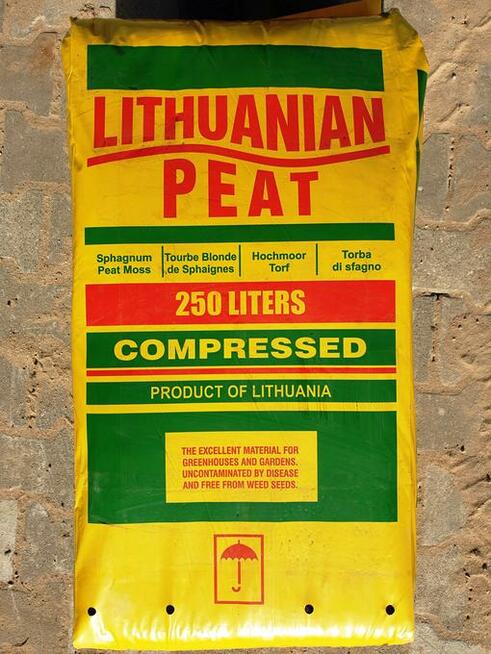 LITHUANIAN
PEAT
Sphagnum Peat Moss
Tourbe Blonde de Sphaignes
Hochmoor Torf
Torba di sfagno
250 LITERS
COMPRESSED
PRODUCT OF LITHUANIA
THE EXCELLENT MATERIAL FOR
GREENHOUSES AND GARDENS.
UNCONTAMINATED BY DISEASE
AND FREE FROM WEED SEEDS.